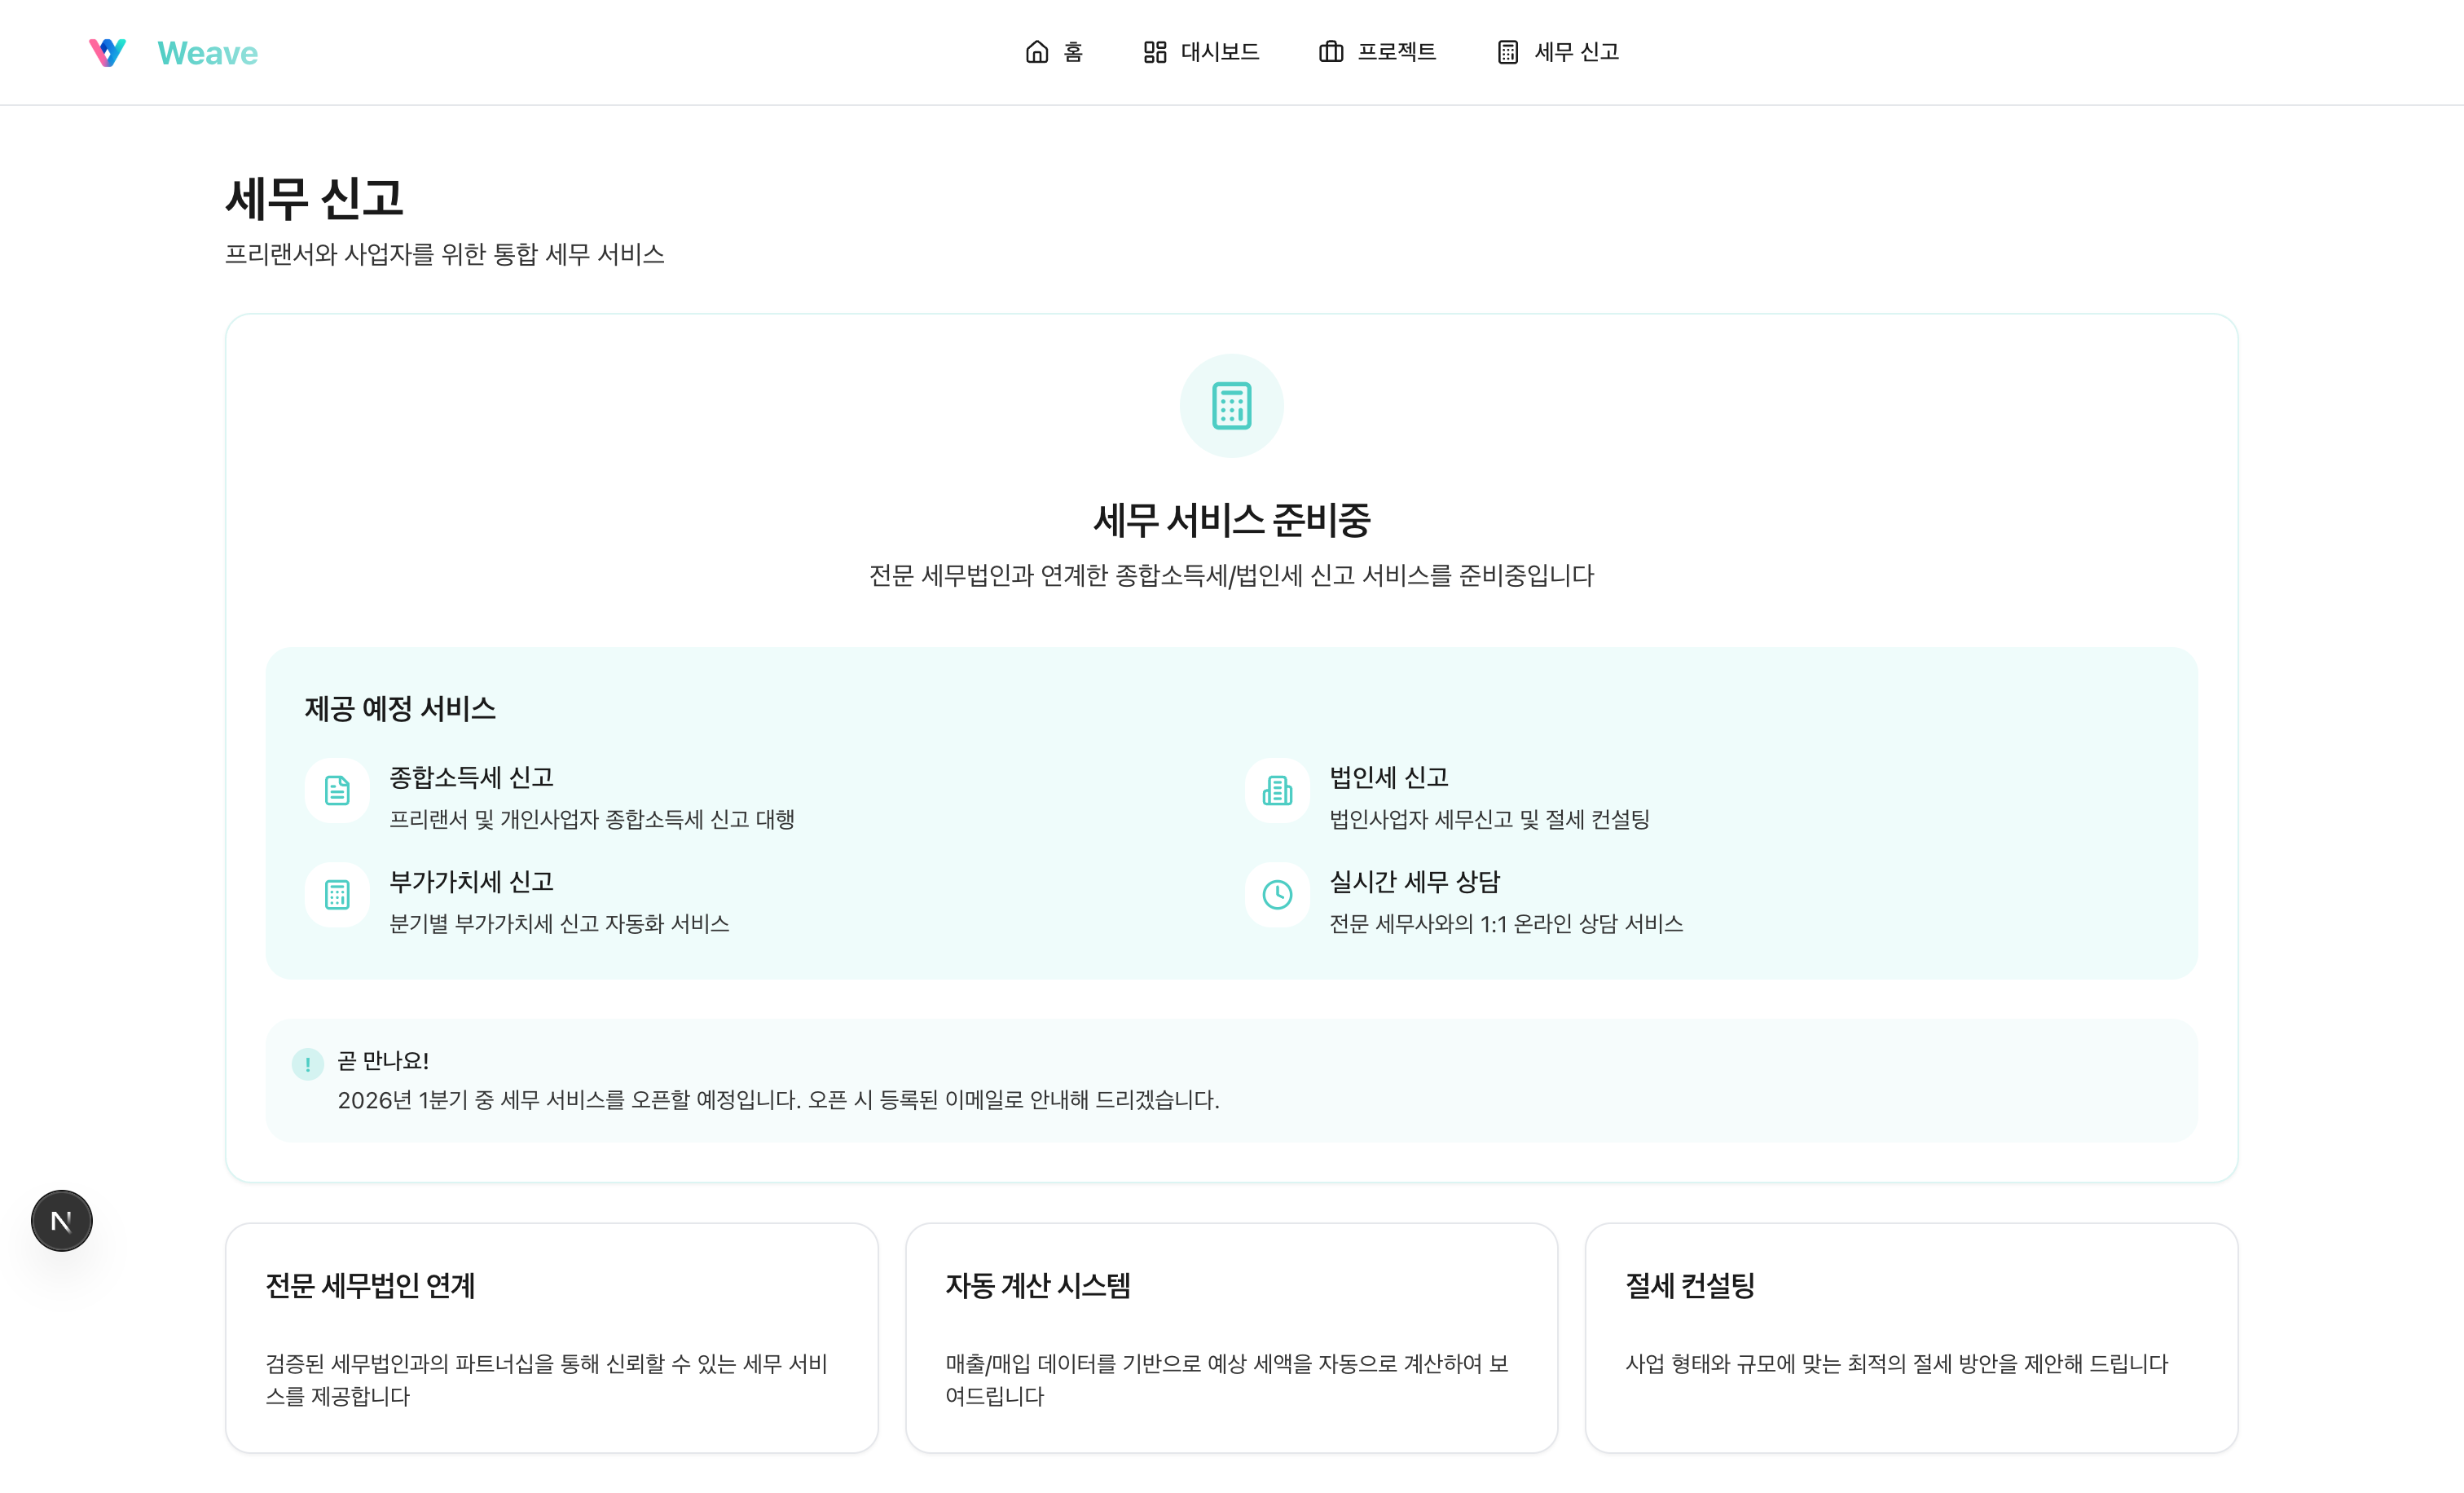 Weave
홈
대시보드
프로젝트
세무 신고
세무 신고
프리랜서와 사업자를 위한 통합 세무 서비스
세무 서비스 준비중
전문 세무법인과 연계한 종합소득세/법인세 신고 서비스를 준비중입니다
제공 예정 서비스
종합소득세 신고
프리랜서 및 개인사업자 종합소득세 신고 대행
법인세 신고
법인사업자 세무신고 및 절세 컨설팅
부가가치세 신고
분기별 부가가치세 신고 자동화 서비스
실시간 세무 상담
전문 세무사와의 1:1 온라인 상담 서비스
!
곧 만나요!
2026년 1분기 중 세무 서비스를 오픈할 예정입니다. 오픈 시 등록된 이메일로 안내해 드리겠습니다.
N
전문 세무법인 연계
검증된 세무법인과의 파트너십을 통해 신뢰할 수 있는 세무 서비
스를 제공합니다
자동 계산 시스템
매출/매입 데이터를 기반으로 예상 세액을 자동으로 계산하여 보
여드립니다
절세 컨설팅
사업 형태와 규모에 맞는 최적의 절세 방안을 제안해 드립니다